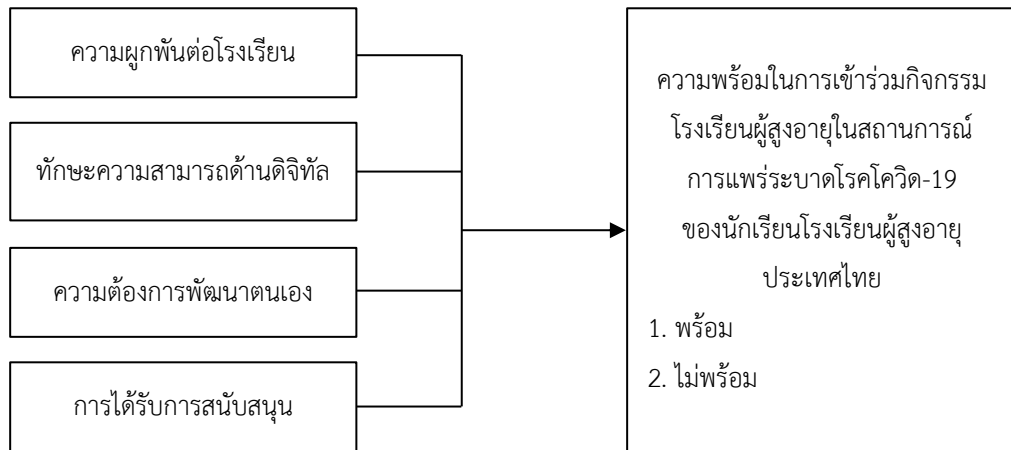 ความผูกพันต่อโรงเรียน
ทักษะความสามารถด้านดิจิทัล
ความต้องการพัฒนาตนเอง
การได้รับการสนับสนุน
ความพร้อมในการเข้าร่วมกิจกรรม
โรงเรียนผู้สูงอายุในสถานการณ์
การแพร่ระบาดโรคโควิด-19
ของนักเรียนโรงเรียนผู้สูงอายุ
ประเทศไทย
1. พร้อม
2. ไม่พร้อม